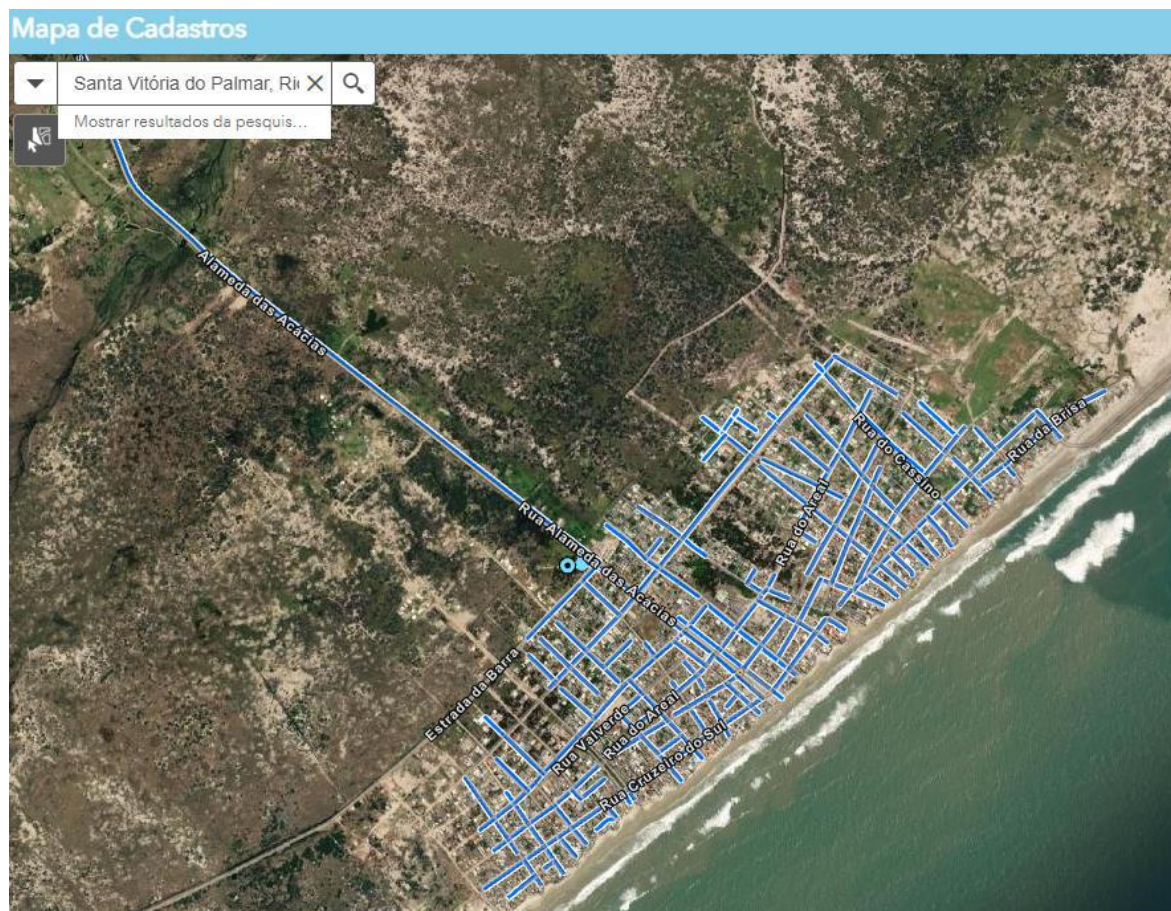 Mapa de Cadastros
Santa Vitória do Palmar, Ri
Mostrar resultados da pesquis...
Alameda das Acácias
Rua do Cassino
Rua da Brisa
Rua do Areal
Rua Alameda das Acácias
Estrada da Barra
Rua Valverde
Rua do Areal
Rua Cruzeiro do Sul